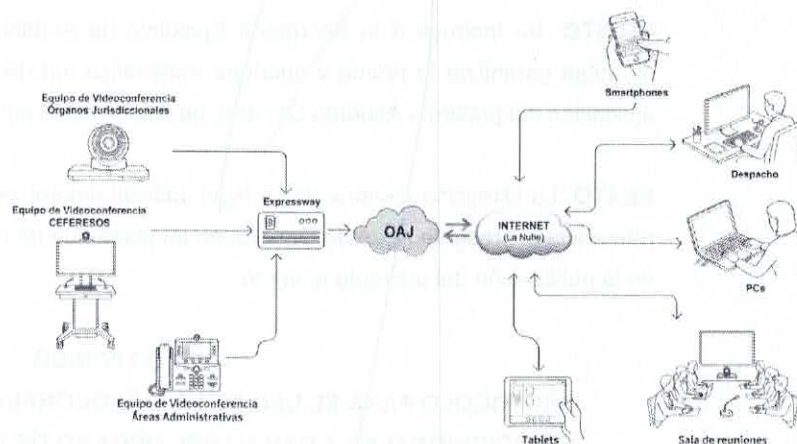 Equipo de Videoconferencia
Órganos Jurisdiccionales
Equipo de Videoconferencia
CEFERESOS
Equipo de Videoconferencia
Áreas Administrativas
Expressway
OAJ
INTERNET
(La Nube)
Smartphones
Despacho
PCs
Tablets
Sala de reuniones